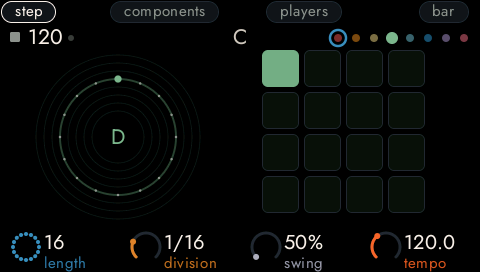 step components players bar
120 C
D
16 1/16 50% 120.0
length division swing tempo